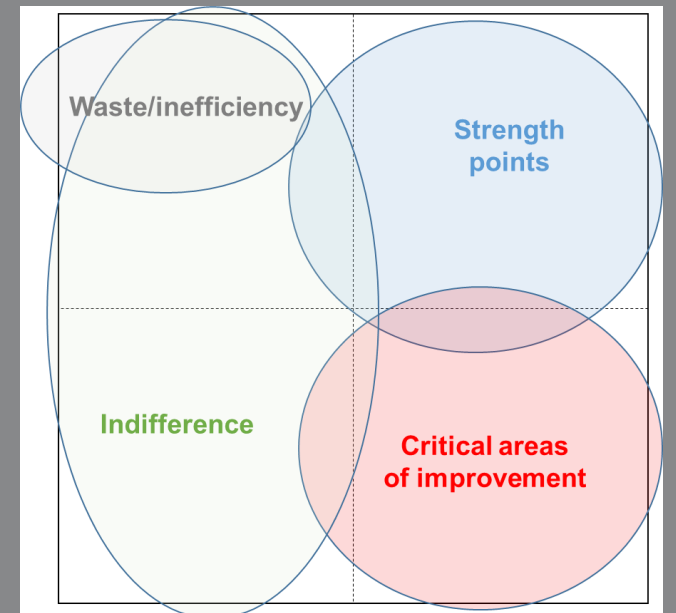 Waste/inefficiency
Strength
points
Indifference
Critical areas
of improvement